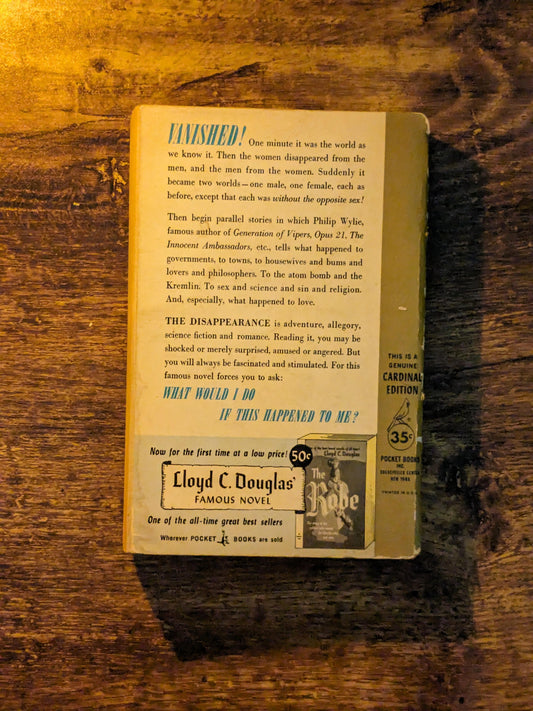 VANISHED! One minute it was the world as
we know it. Then the women disappeared from the
men, and the men from the women. Suddenly it
became two worlds—one male, one female, each as
before, except that each was without the opposite sex!
Then begin parallel stories in which Philip Wylie,
famous author of Generation of Vipers, Opus 21, The
Innocent Ambassadors, etc., tells what happened to
governments, to towns, to housewives and bums and
lovers and philosophers. To the atom bomb and the
Kremlin. To sex and science and sin and religion.
And, especially, what happened to love.
THE DISAPPEARANCE is adventure, allegory,
science fiction and romance. Reading it, you may be
shocked or merely surprised, amused or angered. But
you will always be fascinated and stimulated. For this
famous novel forces you to ask:
WHAT WOULD I DO
IF THIS HAPPENED TO ME?
THIS IS A
GENUINE
CARDINAL
EDITION
35¢
POCKET BOOKS
INC.
ROCKEFELLER CENTER
NEW YORK
PRINTED IN U.S.A.
Now for the first time at a low price!
50¢
Lloyd C. Douglas'
FAMOUS NOVEL
One of the all-time great best sellers
Wherever POCKET BOOKS are sold
Lloyd C. Douglas
The
Robe